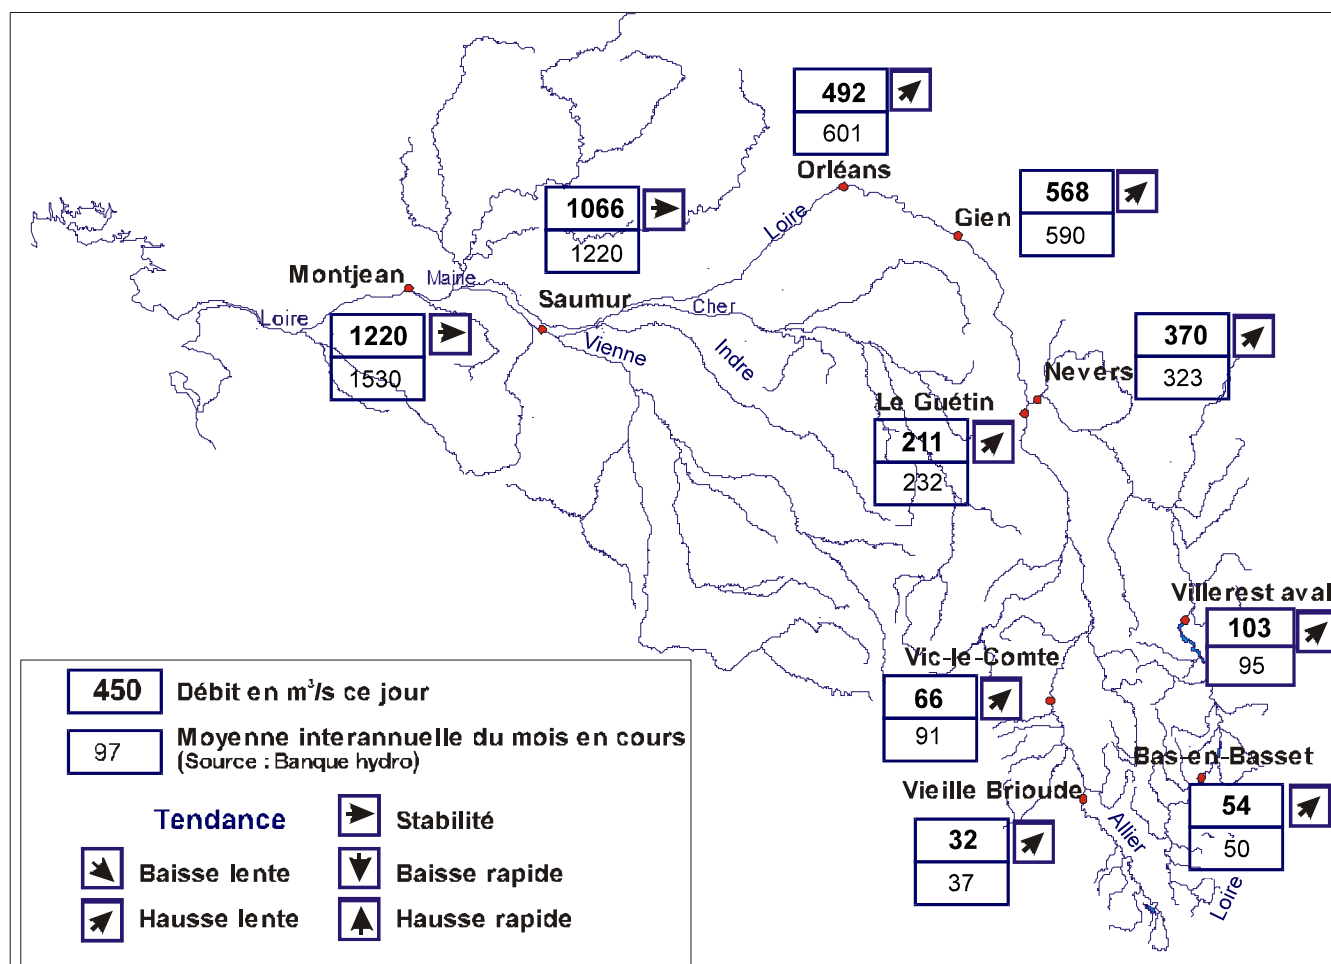 492
601
Orléans
568
590
Gien
1066
1220
Loire
Montjean
Maine
Saumur
Cher
Loire
1220
1530
Vienne
Indre
370
323
Nevers
Le Guétin
211
232
Villerest aval
103
95
Vic-le-Comte
66
91
Bas-en-Basset
54
50
Vieille Brioude
32
37
Allier
Loire
450 Débit en m³/s ce jour
97 Moyenne interannuelle du mois en cours
(Source : Banque hydro)
Tendance
Stabilité
Baisse lente
Baisse rapide
Hausse lente
Hausse rapide